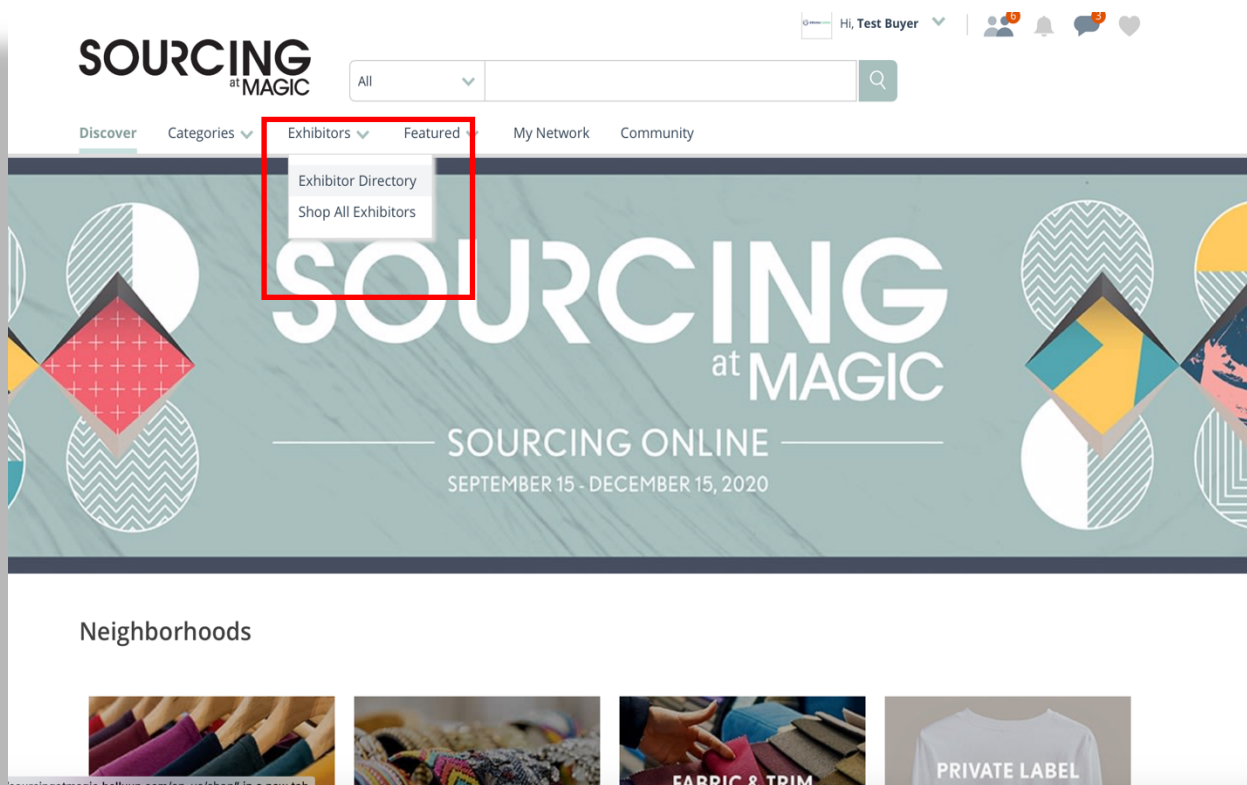 Hi, Test Buyer
6
3
SOURCING
at MAGIC
All
Discover Categories Exhibitors Featured My Network Community
Exhibitor Directory
Shop All Exhibitors
SOURCING
at MAGIC
SOURCING ONLINE
SEPTEMBER 15 - DECEMBER 15, 2020
Neighborhoods
FABRIC & TRIM
PRIVATE LABEL